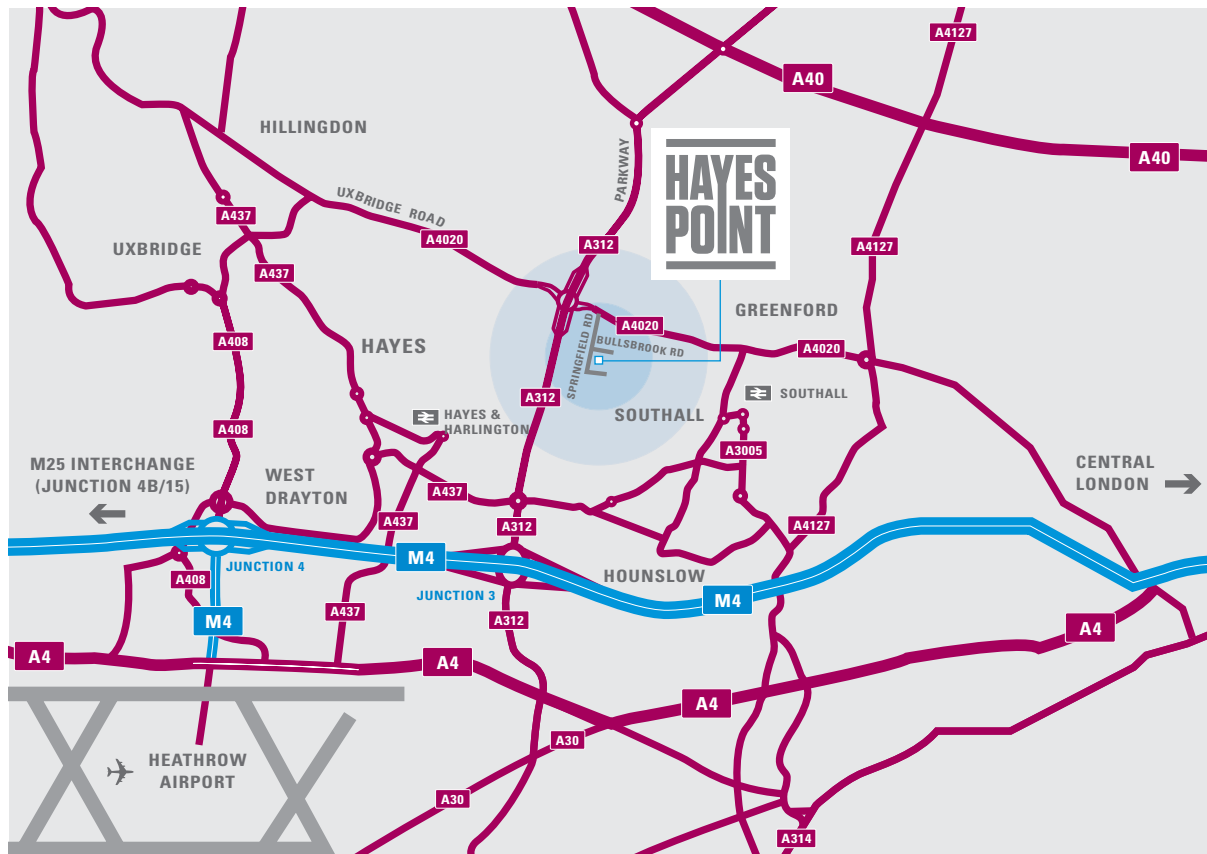 A4127
A40
A40
HILLINGDON
PARKWAY
HAYES
POINT
UXBRIDGE ROAD
A437
A4020
A312
A4127
UXBRIDGE
A437
GREENFORD
A4020
A4020
SPRINGFIELD RD
BULLSBROOK RD
A408
HAYES
A312
SOUTHALL
SOUTHALL
HAYES &
HARLINGTON
A408
A3005
M25 INTERCHANGE
(JUNCTION 4B/15)
WEST
DRAYTON
CENTRAL
LONDON
A437
A437
A312
A4127
M4
JUNCTION 4
A408
JUNCTION 3
HOUNSLOW
M4
A437
A312
M4
A4
A4
A4
A4
A30
HEATHROW
AIRPORT
A30
A314